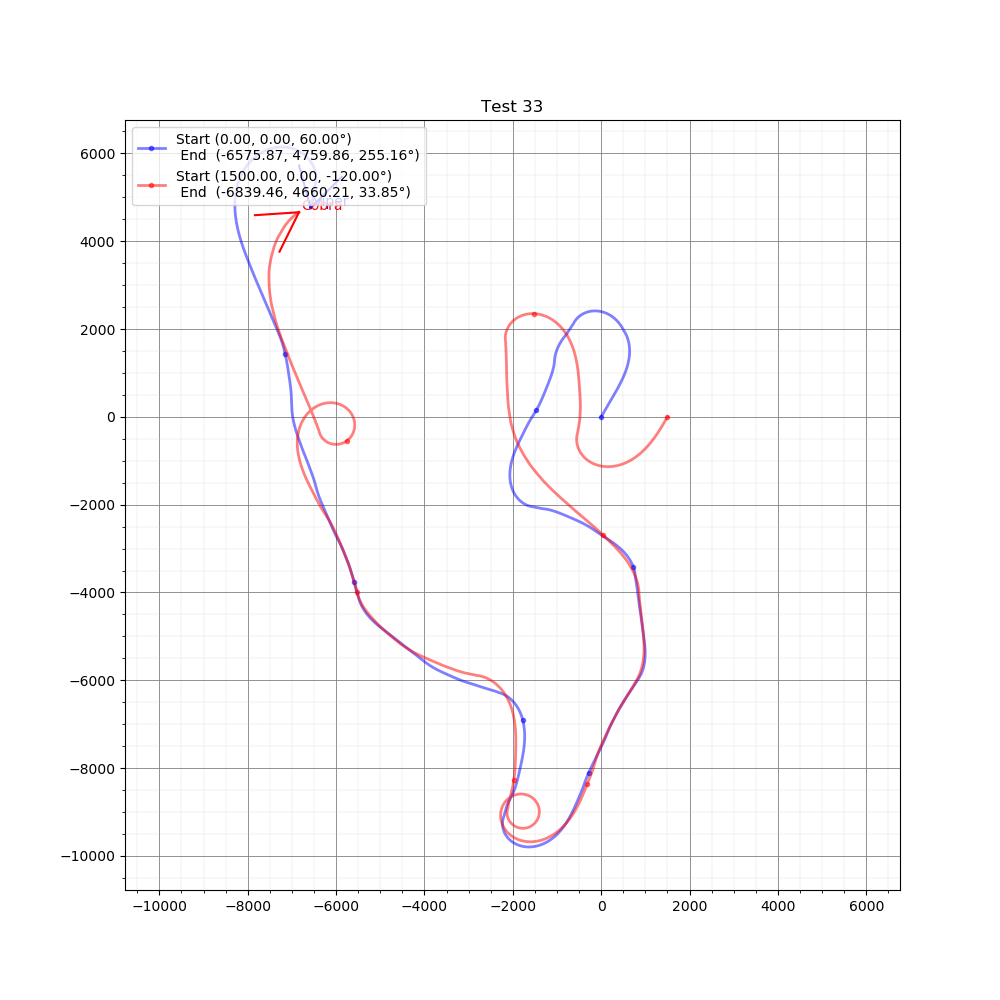 Test 33
Start (0.00, 0.00, 60.00°)
End (-6575.87, 4759.86, 255.16°)
Start (1500.00, 0.00, -120.00°)
End (-6839.46, 4660.21, 33.85°)
Cobra
6000
4000
2000
0
−2000
−4000
−6000
−8000
−10000
−10000 −8000 −6000 −4000 −2000 0 2000 4000 6000